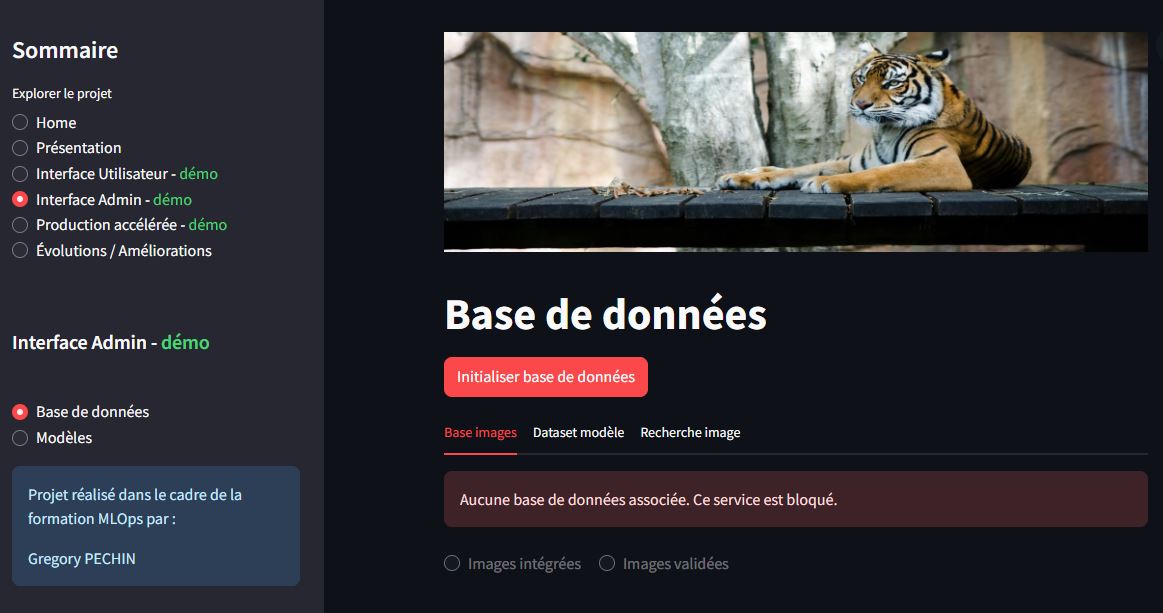 Sommaire
Explorer le projet
Home
Présentation
Interface Utilisateur - démo
Interface Admin - démo
Production accélérée - démo
Évolutions / Améliorations
Interface Admin - démo
Base de données
Modèles
Projet réalisé dans le cadre de la
formation MLOps par :
Gregory PECHIN
Base de données
Initialiser base de données
Base images
Dataset modèle
Recherche image
Aucune base de données associée. Ce service est bloqué.
Images intégrées
Images validées